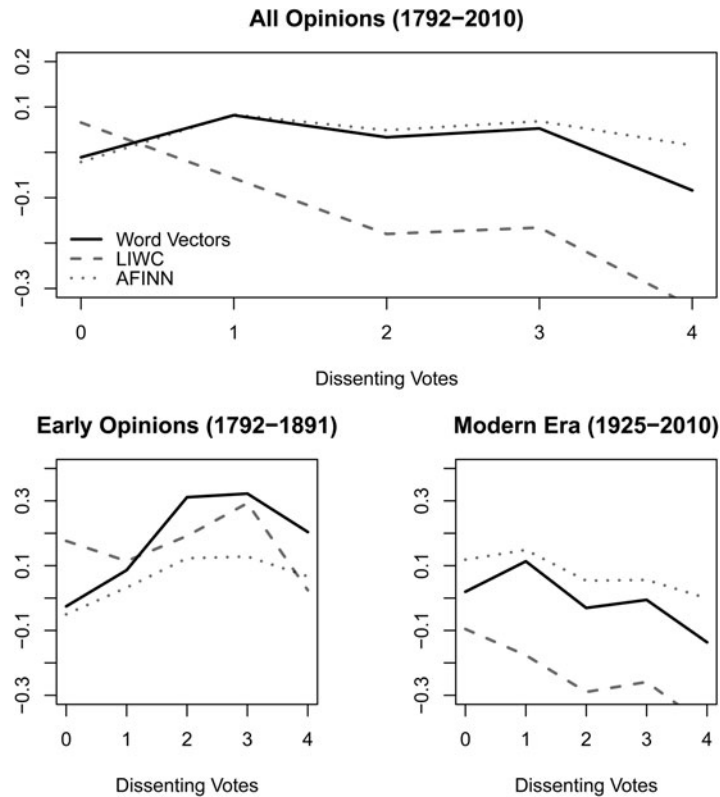 All Opinions (1792−2010)
0.2
0.1
−0.1
−0.3
Word Vectors
LIWC
AFINN
0 1 2 3 4
Dissenting Votes
Early Opinions (1792−1891)
0.3
0.1
−0.1
−0.3
0 1 2 3 4
Dissenting Votes
Modern Era (1925−2010)
0.3
0.1
−0.1
−0.3
0 1 2 3 4
Dissenting Votes